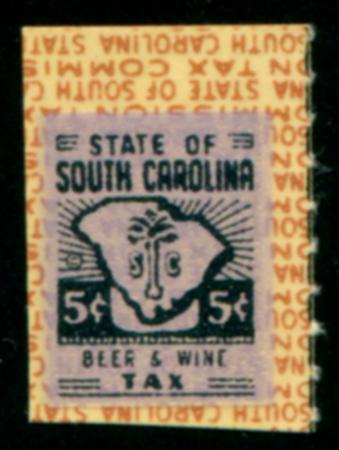 SOUTH CAROLINA STATE
ON TAX COMMIS
NA STATE OF SOUTH
STATE OF
SOUTH CAROLINA
S C
5¢ 5¢
BEER & WINE
TAX